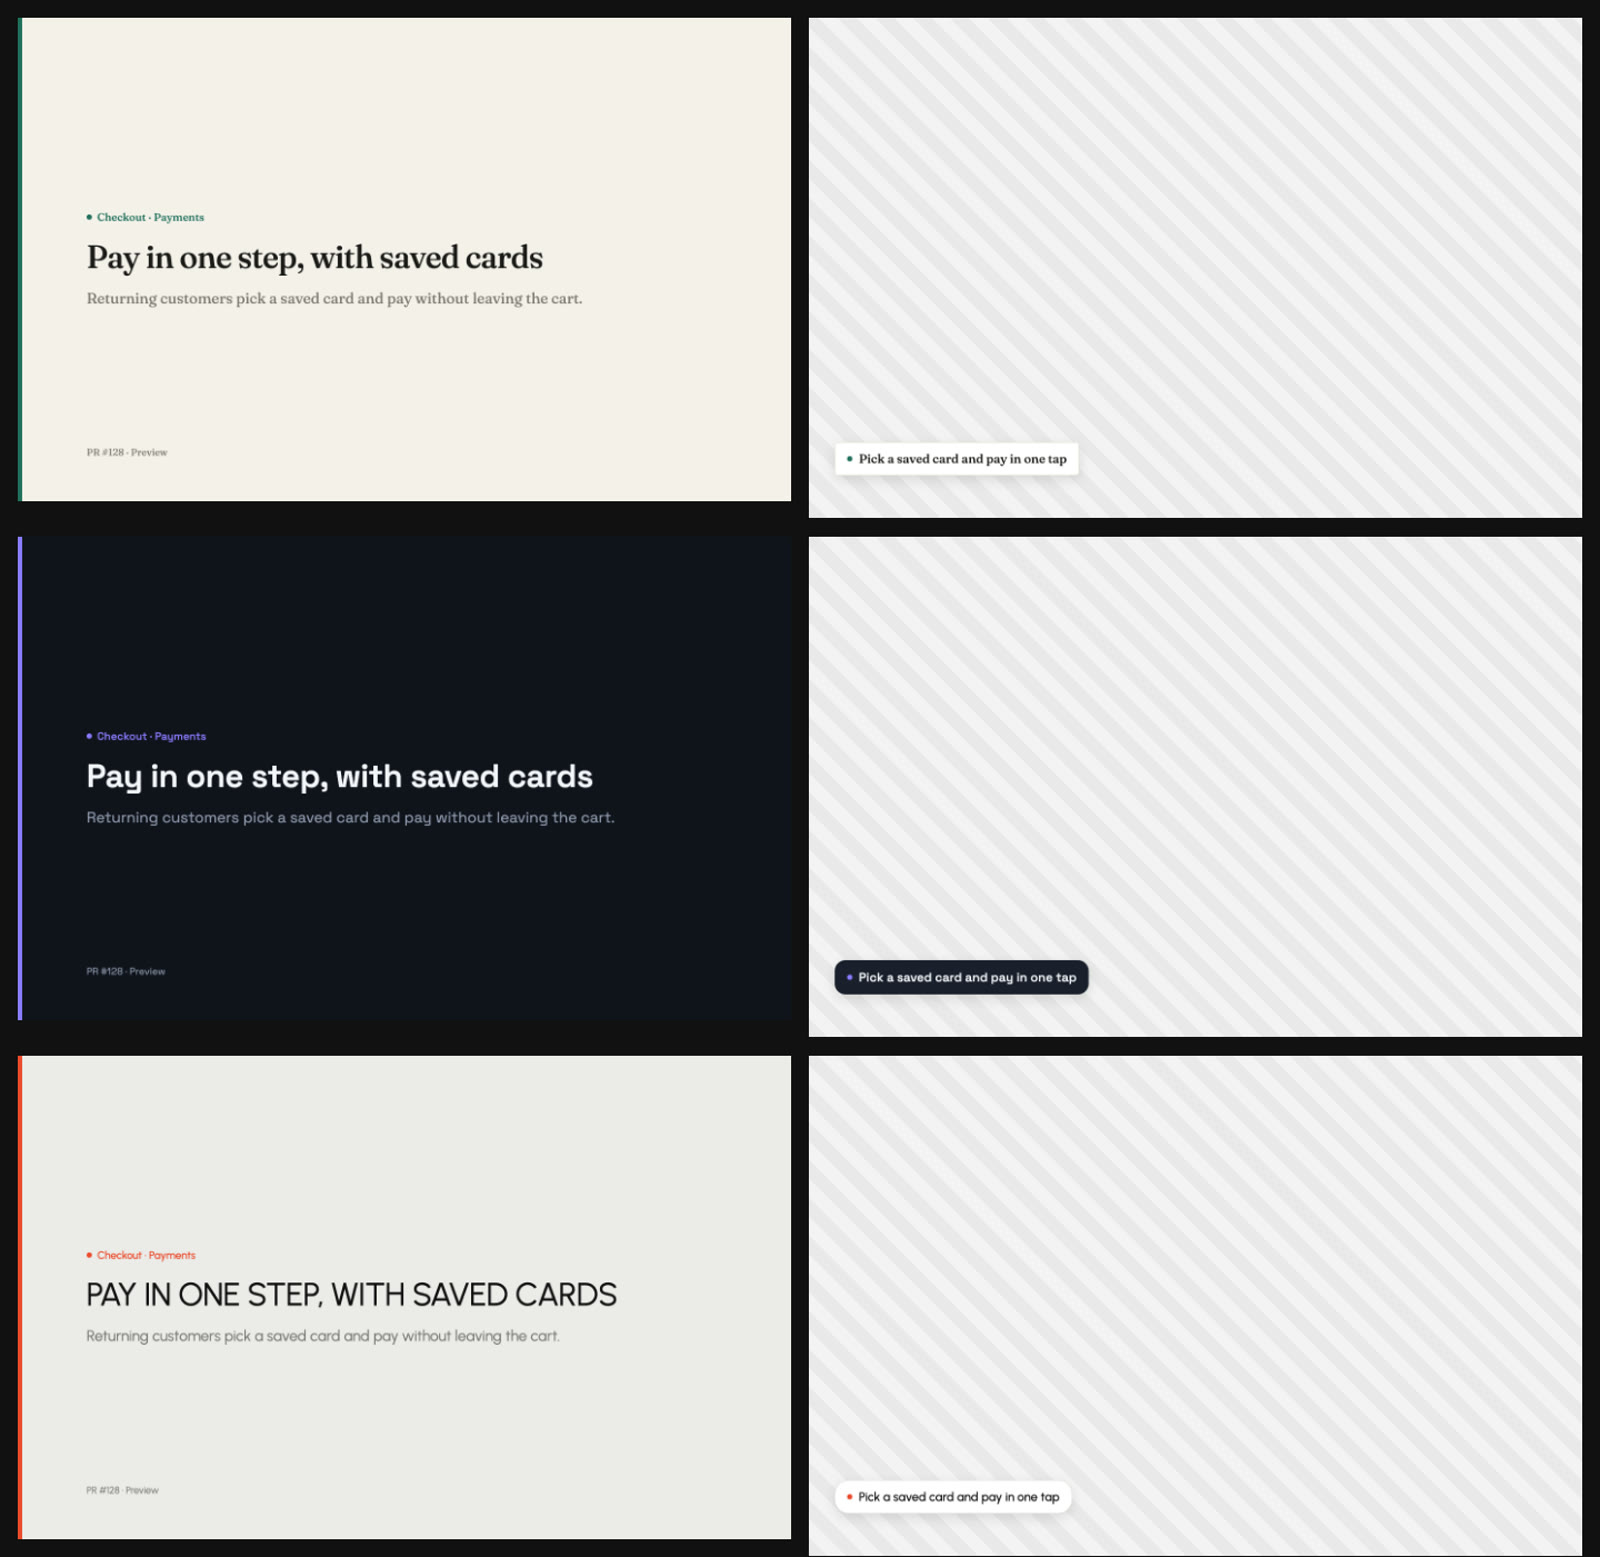 Checkout · Payments
Pay in one step, with saved cards
Returning customers pick a saved card and pay without leaving the cart.
PR #128 · Preview
Pick a saved card and pay in one tap
Checkout · Payments
Pay in one step, with saved cards
Returning customers pick a saved card and pay without leaving the cart.
PR #128 · Preview
Pick a saved card and pay in one tap
Checkout · Payments
PAY IN ONE STEP, WITH SAVED CARDS
Returning customers pick a saved card and pay without leaving the cart.
PR #128 · Preview
Pick a saved card and pay in one tap